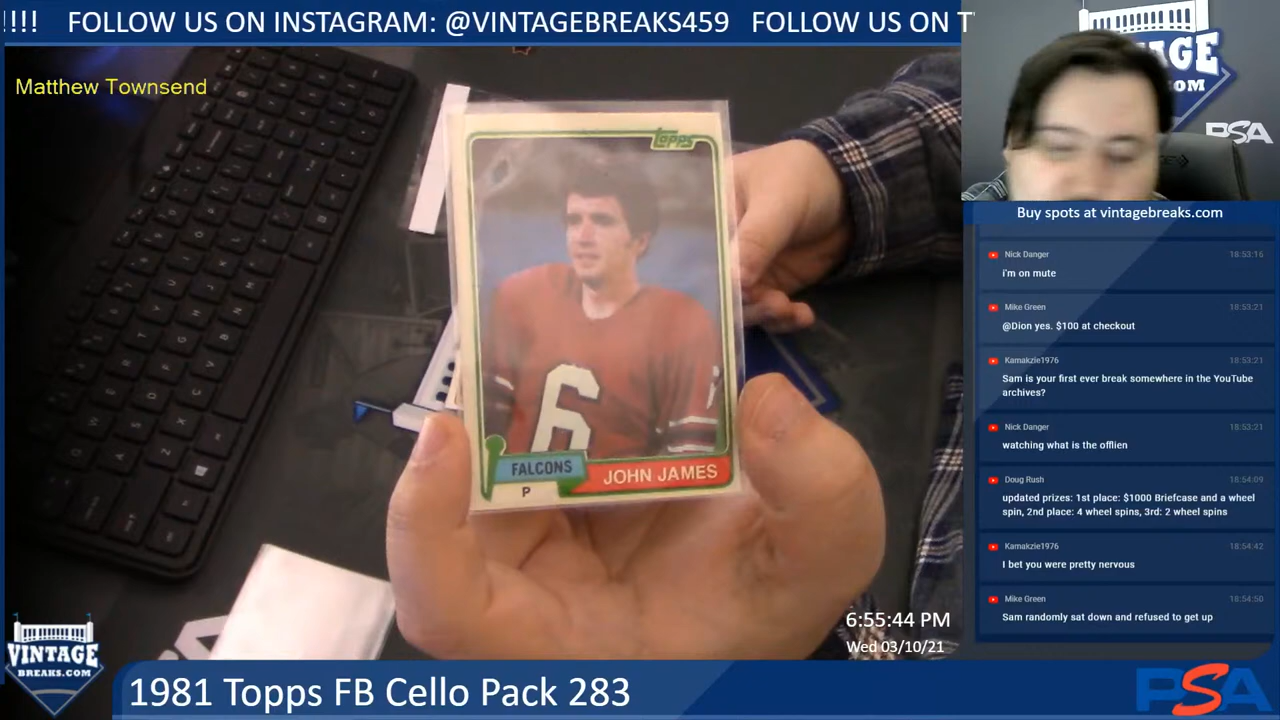 !!!!   FOLLOW US ON INSTAGRAM: @VINTAGEBREAKS459   FOLLOW US ON T
Matthew Townsend
topps
6
FALCONS
JOHN JAMES
P
PSA
Buy spots at vintagebreaks.com
Nick Danger 18:53:16
i'm on mute
Mike Green 18:53:21
@Dion yes. $100 at checkout
Kamakzie1976 18:53:21
Sam is your first ever break somewhere in the YouTube
archives?
Nick Danger 18:53:21
watching what is the offlien
Doug Rush 18:54:09
updated prizes: 1st place: $1000 Briefcase and a wheel
spin, 2nd place: 4 wheel spins, 3rd: 2 wheel spins
Kamakzie1976 18:54:42
I bet you were pretty nervous
Mike Green 18:54:50
Sam randomly sat down and refused to get up
6:55:44 PM
Wed 03/10/21
VINTAGE
BREAKS.COM
1981 Topps FB Cello Pack 283
PSA